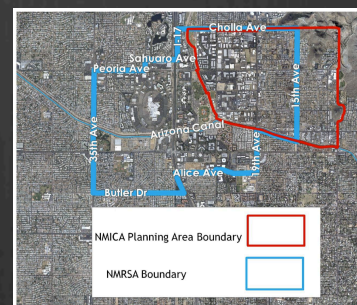 Cholla Ave
I-17
Sahuaro Ave
Peoria Ave
15th Ave
Arizona Canal
35th Ave
19th Ave
Alice Ave
Butler Dr
NMICA Planning Area Boundary
NMRSA Boundary